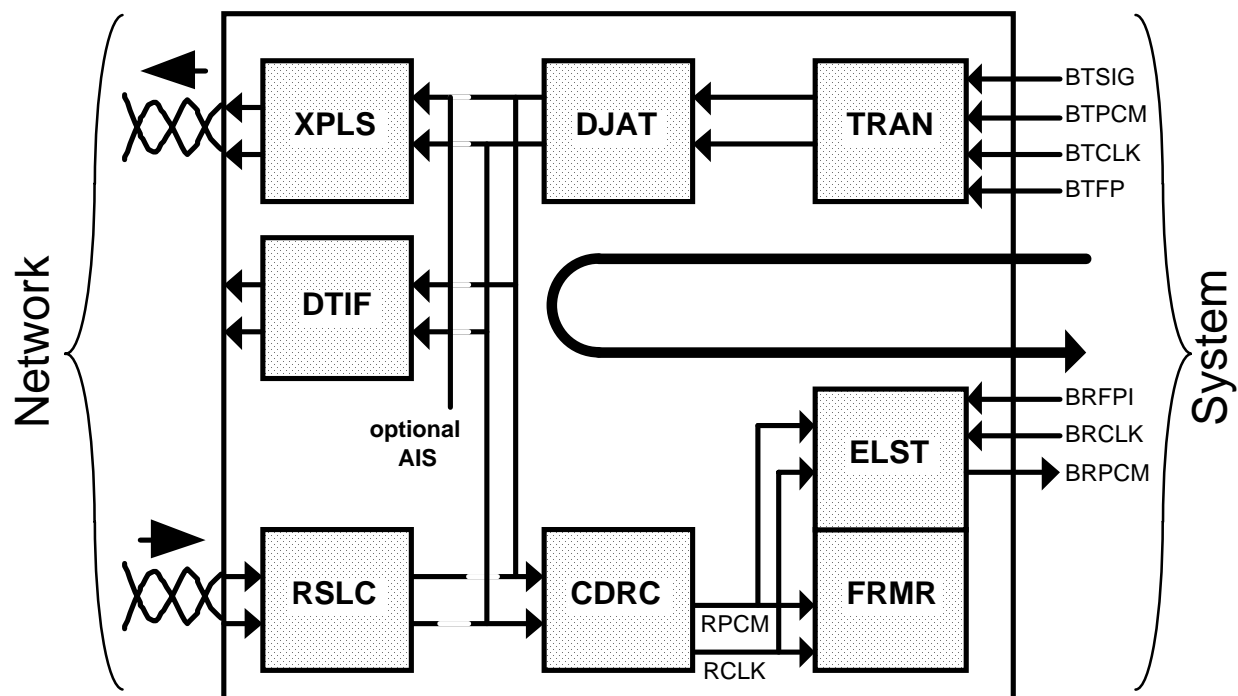 Network
XPLS
DJAT
TRAN
BTSIG
BTPCM
BTCLK
BTFP
DTIF
optional
AIS
System
BRFPI
BRCLK
BRPCM
ELST
RSLC
CDRC
RPCM
RCLK
FRMR